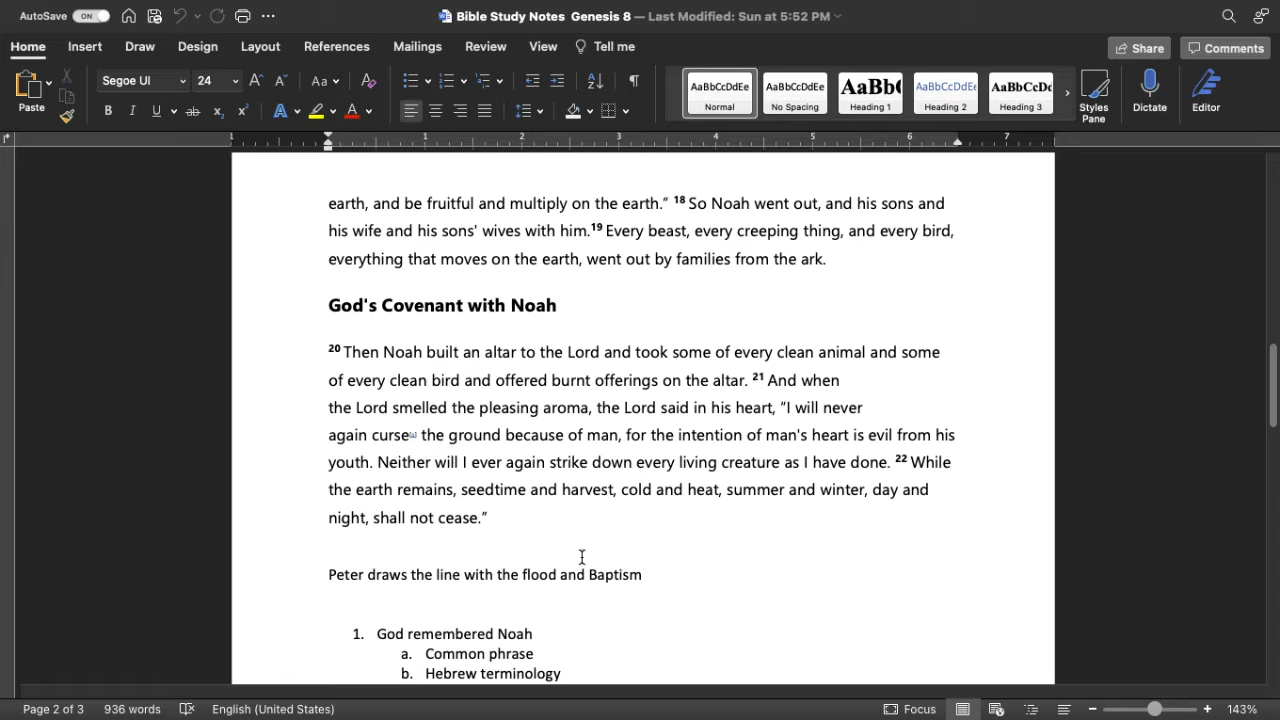 AutoSave ON Bible Study Notes Genesis 8 — Last Modified: Sun at 5:52 PM
Home Insert Draw Design Layout References Mailings Review View Tell me Share Comments
Paste Segoe UI 24 Aa
AaBbCcDdEe AaBbCcDdEe AaBb( AaBbCcDdEe AaBbCcDc
Normal No Spacing Heading 1 Heading 2 Heading 3 Styles Pane Dictate Editor
1 1 2 3 4 5 6 7
earth, and be fruitful and multiply on the earth.” 18 So Noah went out, and his sons and
his wife and his sons' wives with him. 19 Every beast, every creeping thing, and every bird,
everything that moves on the earth, went out by families from the ark.
God's Covenant with Noah
20 Then Noah built an altar to the Lord and took some of every clean animal and some
of every clean bird and offered burnt offerings on the altar. 21 And when
the Lord smelled the pleasing aroma, the Lord said in his heart, “I will never
again curse the ground because of man, for the intention of man's heart is evil from his
youth. Neither will I ever again strike down every living creature as I have done. 22 While
the earth remains, seedtime and harvest, cold and heat, summer and winter, day and
night, shall not cease.”
Peter draws the line with the flood and Baptism
1. God remembered Noah
a. Common phrase
b. Hebrew terminology
Page 2 of 3 936 words English (United States) Focus 143%